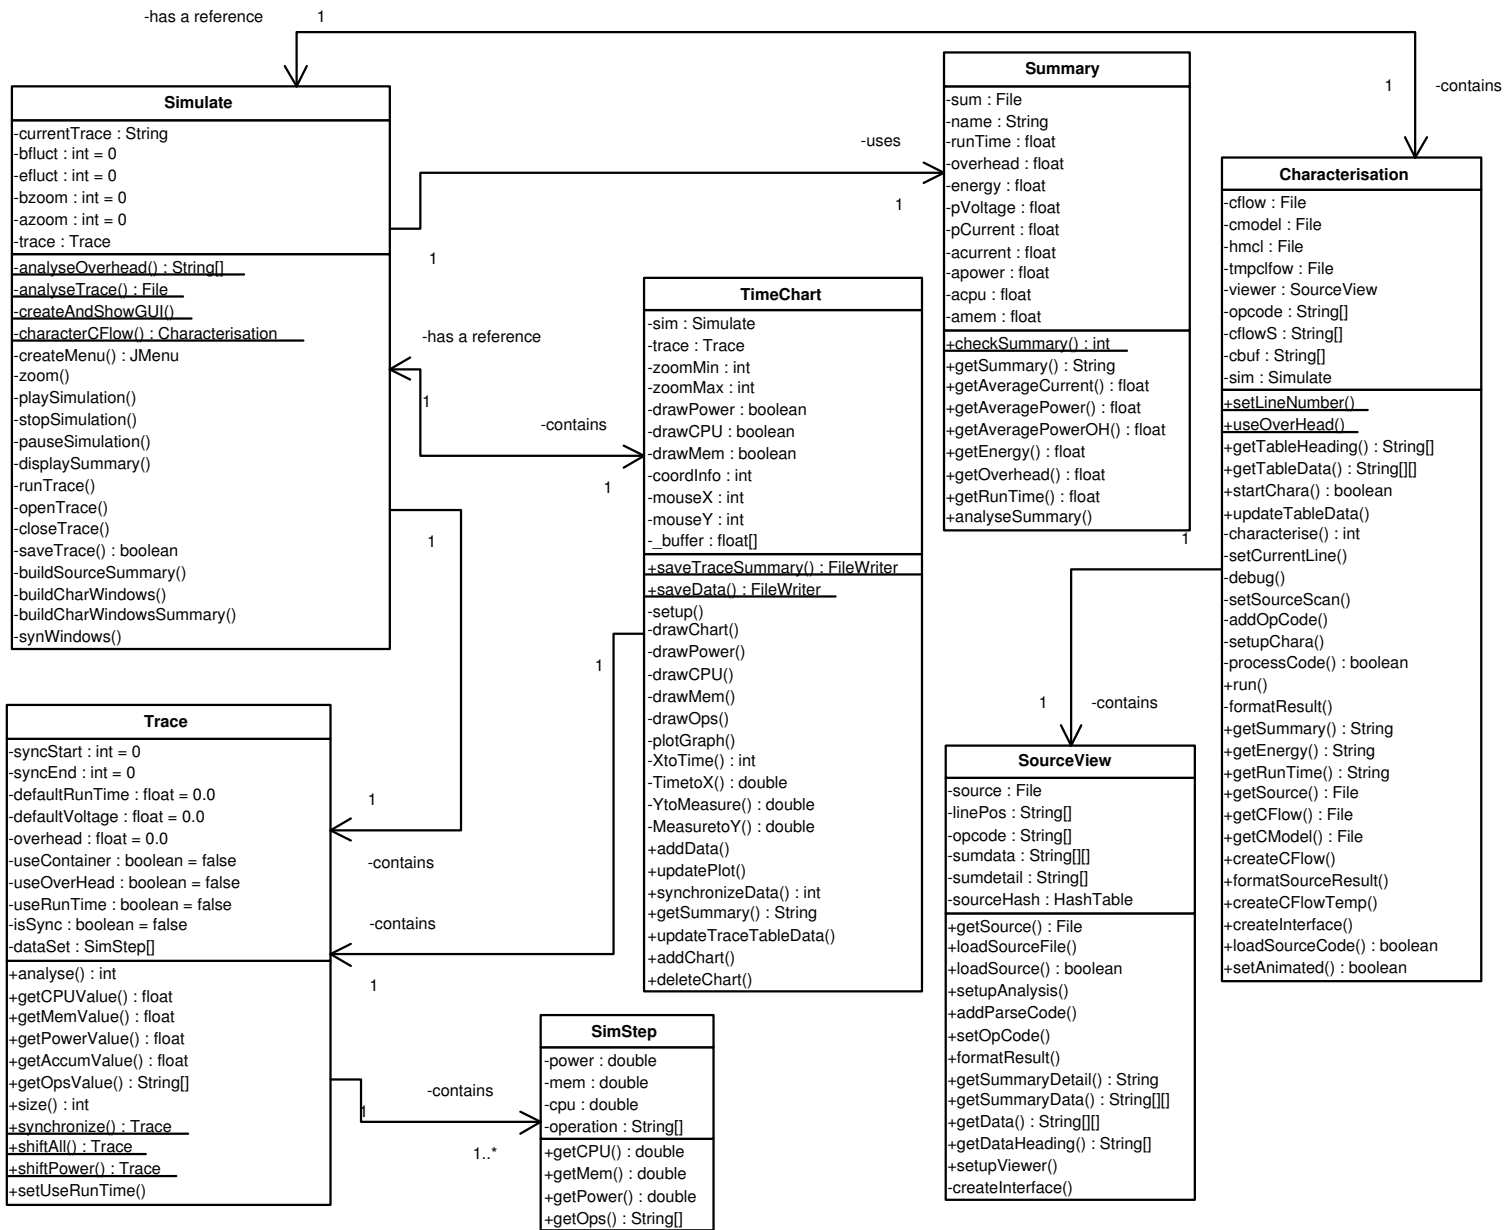 -has a reference
1
1
-contains
Simulate
-currentTrace : String
-bfluct : int = 0
-efluct : int = 0
-bzoom : int = 0
-azoom : int = 0
-trace : Trace
-analyseOverhead() : String[]
-analyseTrace() : File
-createAndShowGUI()
-characterCFlow() : Characterisation
-createMenu() : JMenu
-zoom()
-playSimulation()
-stopSimulation()
-pauseSimulation()
-displaySummary()
-runTrace()
-openTrace()
-closeTrace()
-saveTrace() : boolean
-buildSourceSummary()
-buildCharWindows()
-buildCharWindowsSummary()
-synWindows()
-uses
1
1
Summary
-sum : File
-name : String
-runTime : float
-overhead : float
-energy : float
-pVoltage : float
-pCurrent : float
-acurrent : float
-apower : float
-acpu : float
-amem : float
+checkSummary() : int
+getSummary() : String
+getAverageCurrent() : float
+getAveragePower() : float
+getAveragePowerOH() : float
+getEnergy() : float
+getOverhead() : float
+getRunTime() : float
+analyseSummary()
Characterisation
-cflow : File
-cmodel : File
-hmcl : File
-tmpclfow : File
-viewer : SourceView
-opcode : String[]
-cflowS : String[]
-cbuf : String[]
-sim : Simulate
+setLineNumber()
+useOverHead()
+getTableHeading() : String[]
+getTableData() : String[][]
+startChara() : boolean
+updateTableData()
-characterise() : int
-setCurrentLine()
-debug()
-setSourceScan()
-addOpCode()
-setupChara()
-processCode() : boolean
+run()
-formatResult()
+getSummary() : String
+getEnergy() : String
+getRunTime() : String
+getSource() : File
+getCFlow() : File
+getCModel() : File
+createCFlow()
+formatSourceResult()
+createCFlowTemp()
+createInterface()
+loadSourceCode() : boolean
+setAnimated() : boolean
-has a reference
1
-contains
1
TimeChart
-sim : Simulate
-trace : Trace
-zoomMin : int
-zoomMax : int
-drawPower : boolean
-drawCPU : boolean
-drawMem : boolean
-coordInfo : int
-mouseX : int
-mouseY : int
-_buffer : float[]
+saveTraceSummary() : FileWriter
+saveData() : FileWriter
-setup()
-drawChart()
-drawPower()
-drawCPU()
-drawMem()
-drawOps()
-plotGraph()
-XtoTime() : int
-TimetoX() : double
-YtoMeasure() : double
-MeasuretoY() : double
+addData()
+updatePlot()
+synchronizeData() : int
+getSummary() : String
+updateTraceTableData()
+addChart()
+deleteChart()
1
1
-contains
1
-contains
1
1
1
-contains
Trace
-syncStart : int = 0
-syncEnd : int = 0
-defaultRunTime : float = 0.0
-defaultVoltage : float = 0.0
-overhead : float = 0.0
-useContainer : boolean = false
-useOverHead : boolean = false
-useRunTime : boolean = false
-isSync : boolean = false
-dataSet : SimStep[]
+analyse() : int
+getCPUValue() : float
+getMemValue() : float
+getPowerValue() : float
+getAccumValue() : float
+getOpsValue() : String[]
+size() : int
+synchronize() : Trace
+shiftAll() : Trace
+shiftPower() : Trace
+setUseRunTime()
-contains
1
1..*
SimStep
-power : double
-mem : double
-cpu : double
-operation : String[]
+getCPU() : double
+getMem() : double
+getPower() : double
+getOps() : String[]
SourceView
-source : File
-linePos : String[]
-opcode : String[]
-sumdata : String[][]
-sumdetail : String[]
-sourceHash : HashTable
+getSource() : File
+loadSourceFile()
+loadSource() : boolean
+setupAnalysis()
+addParseCode()
+setOpCode()
+formatResult()
+getSummaryDetail() : String
+getSummaryData() : String[][]
+getData() : String[][]
+getDataHeading() : String[]
+setupViewer()
-createInterface()